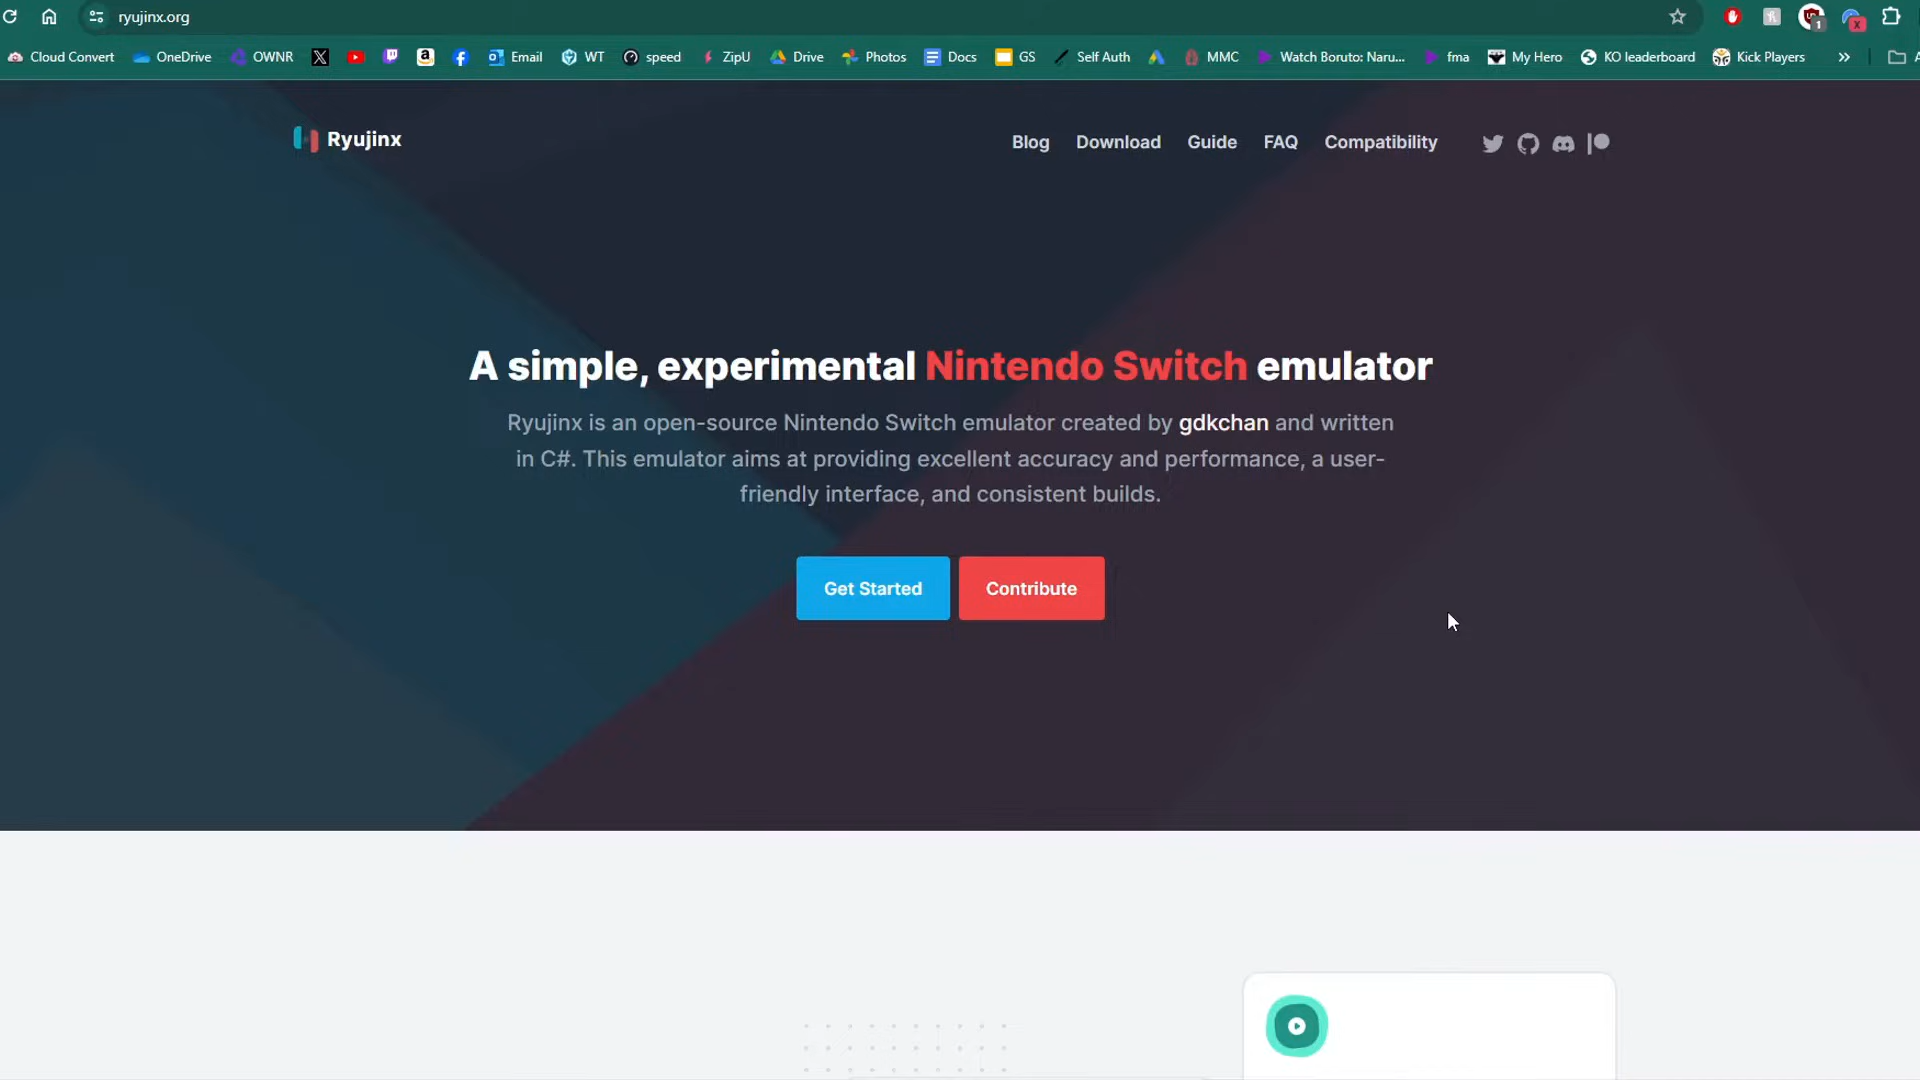 ryujinx.org
1
x
Cloud Convert OneDrive OWNR Email WT speed ZipU Drive Photos Docs GS Self Auth MMC Watch Boruto: Naru... fma My Hero KO leaderboard Kick Players »
Ryujinx
Blog Download Guide FAQ Compatibility
A simple, experimental Nintendo Switch emulator
Ryujinx is an open-source Nintendo Switch emulator created by gdkchan and written
in C#. This emulator aims at providing excellent accuracy and performance, a user-
friendly interface, and consistent builds.
Get Started Contribute